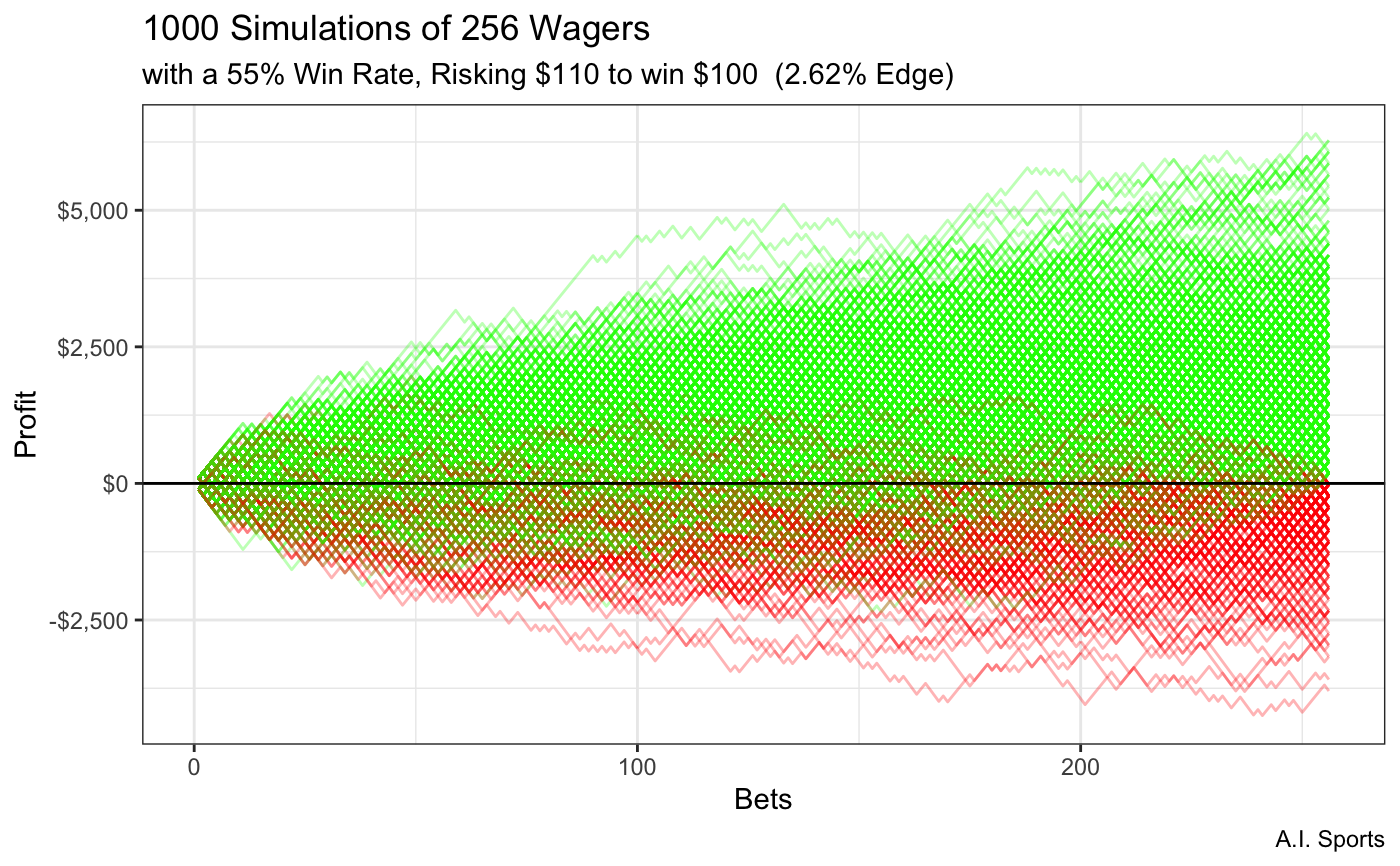 1000 Simulations of 256 Wagers
with a 55% Win Rate, Risking $110 to win $100  (2.62% Edge)
$5,000
$2,500
$0
-$2,500
Profit
0
100
200
Bets
A.I. Sports